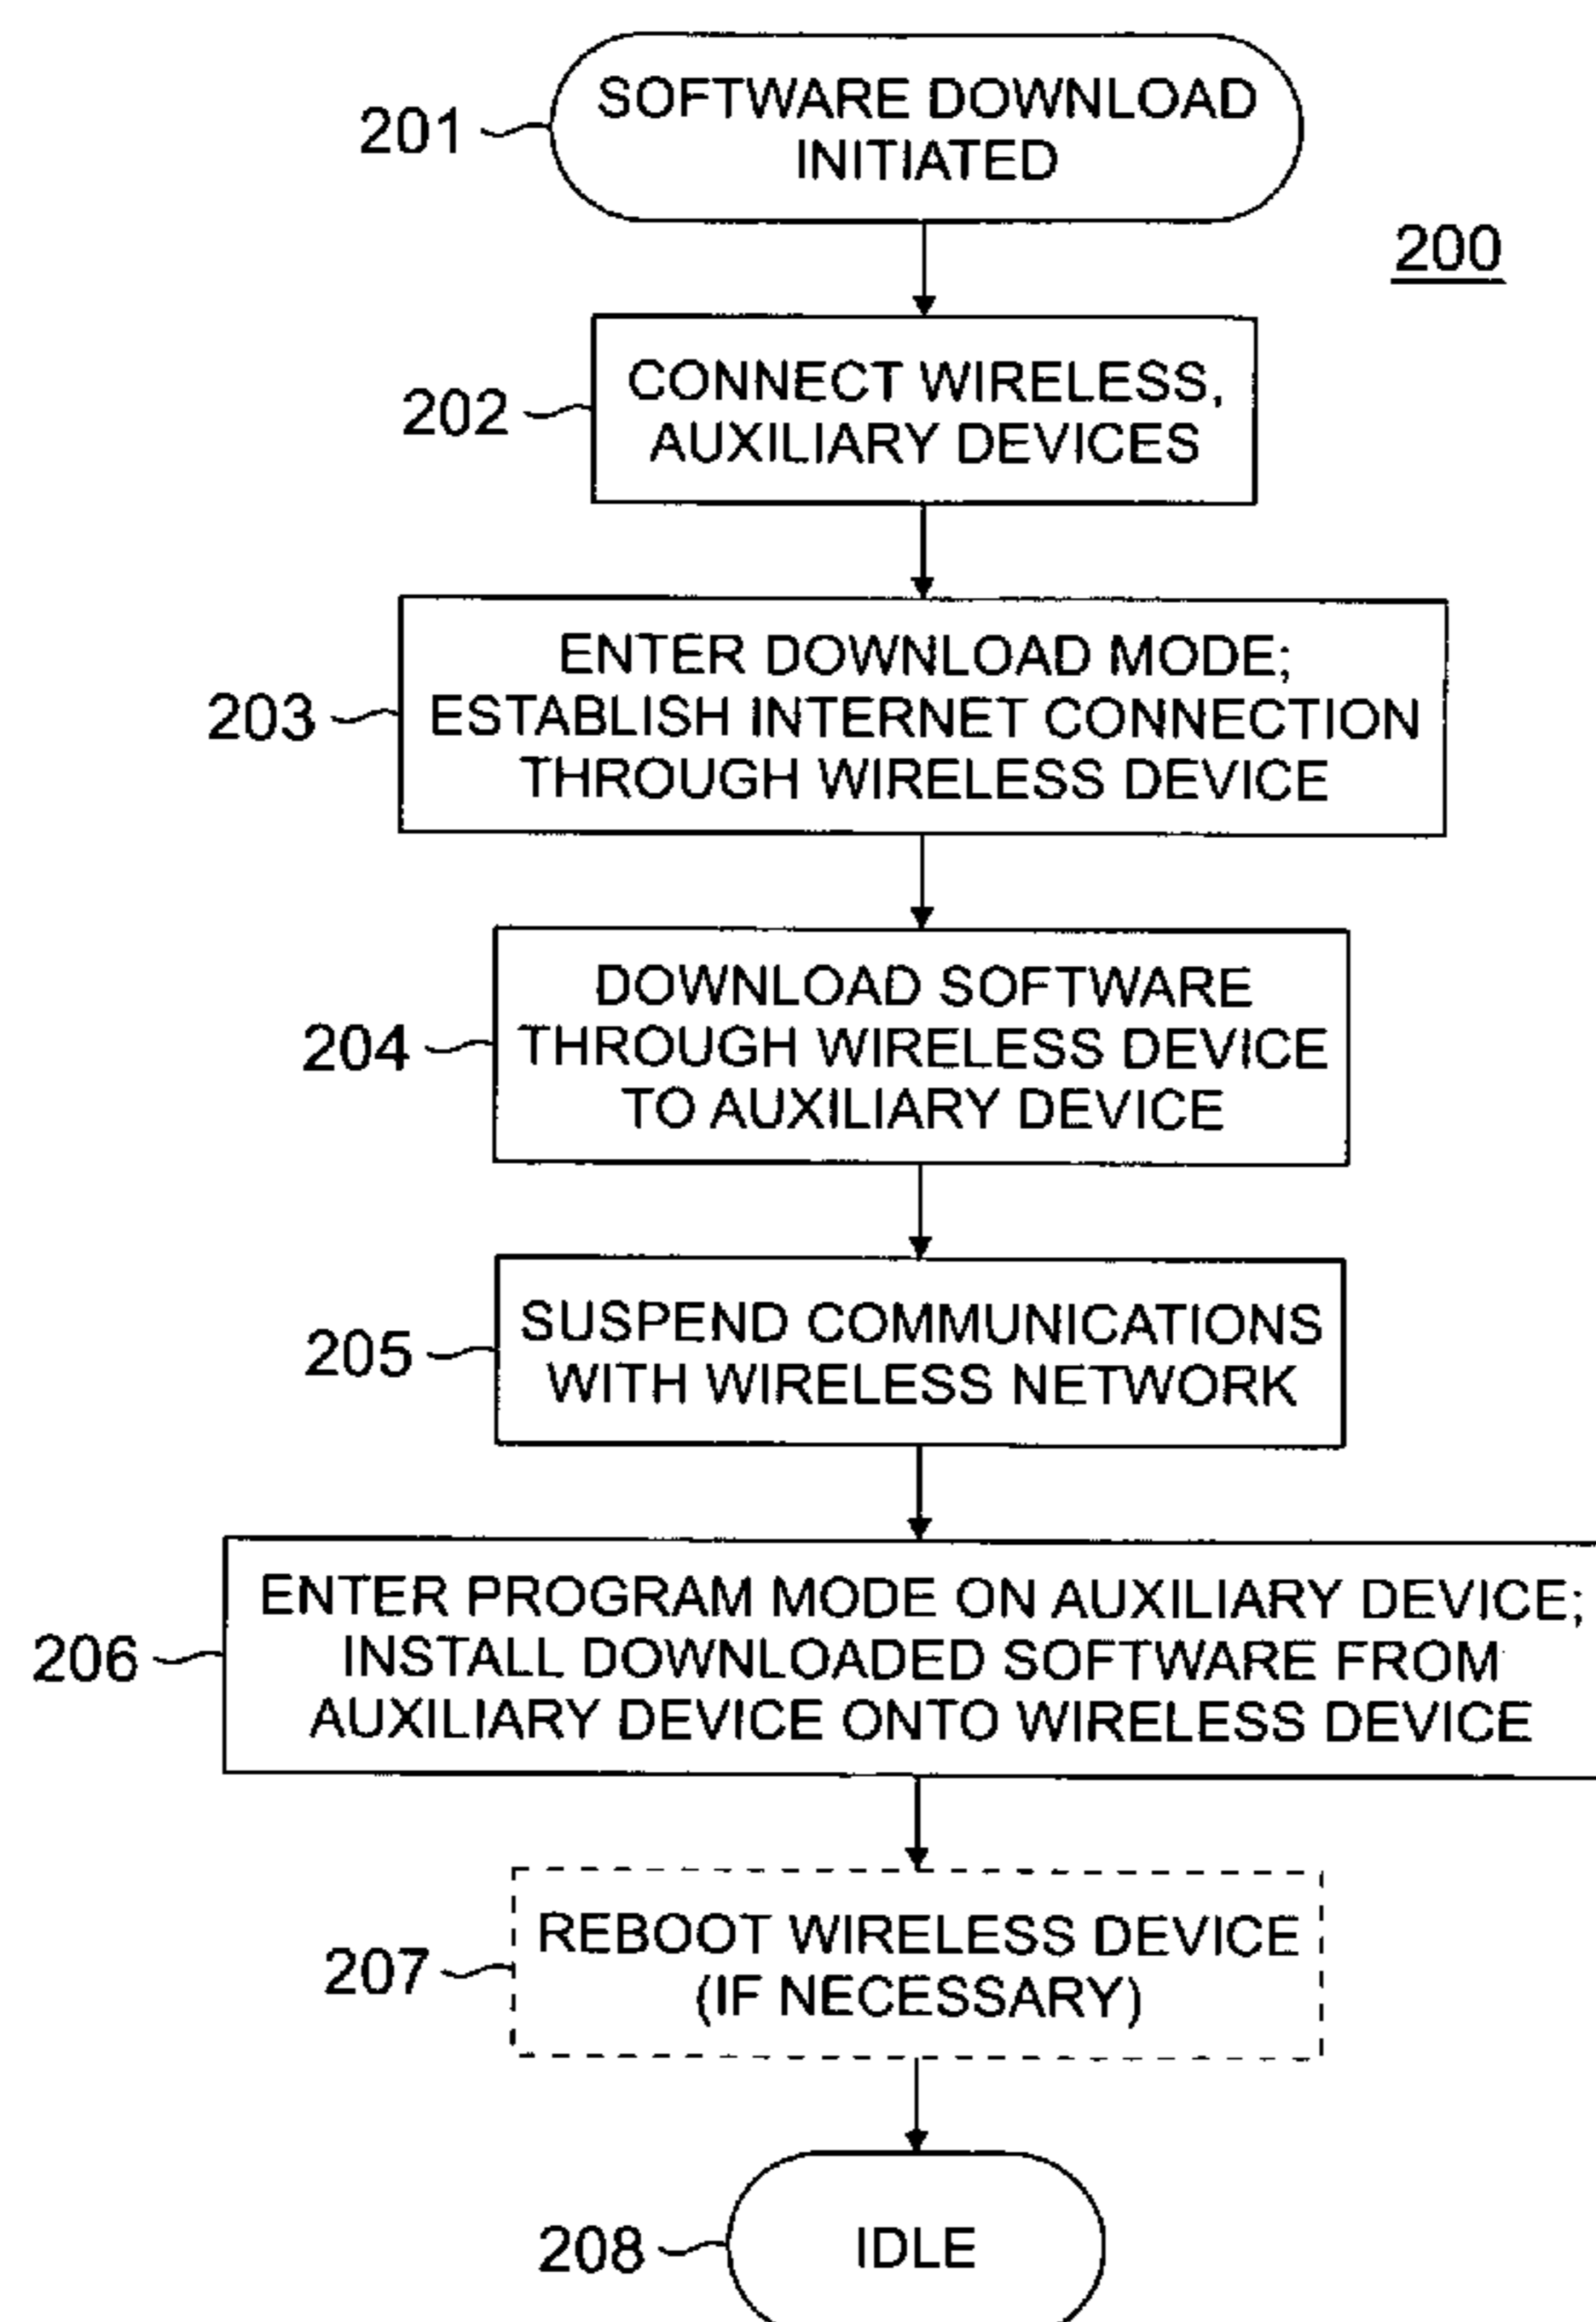 201
SOFTWARE DOWNLOAD
INITIATED
200
202
CONNECT WIRELESS,
AUXILIARY DEVICES
203
ENTER DOWNLOAD MODE;
ESTABLISH INTERNET CONNECTION
THROUGH WIRELESS DEVICE
204
DOWNLOAD SOFTWARE
THROUGH WIRELESS DEVICE
TO AUXILIARY DEVICE
205
SUSPEND COMMUNICATIONS
WITH WIRELESS NETWORK
206
ENTER PROGRAM MODE ON AUXILIARY DEVICE;
INSTALL DOWNLOADED SOFTWARE FROM
AUXILIARY DEVICE ONTO WIRELESS DEVICE
207
REBOOT WIRELESS DEVICE
(IF NECESSARY)
208
IDLE